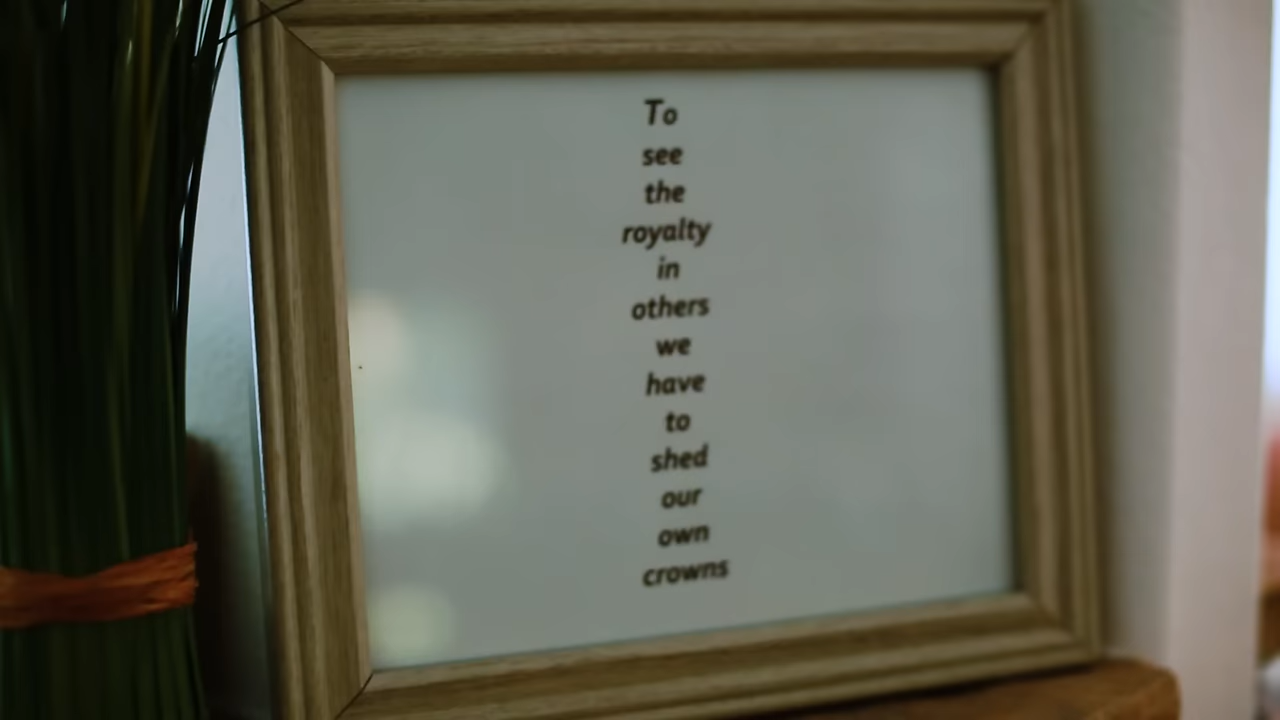 To
see
the
royalty
in
others
we
have
to
shed
our
own
crowns